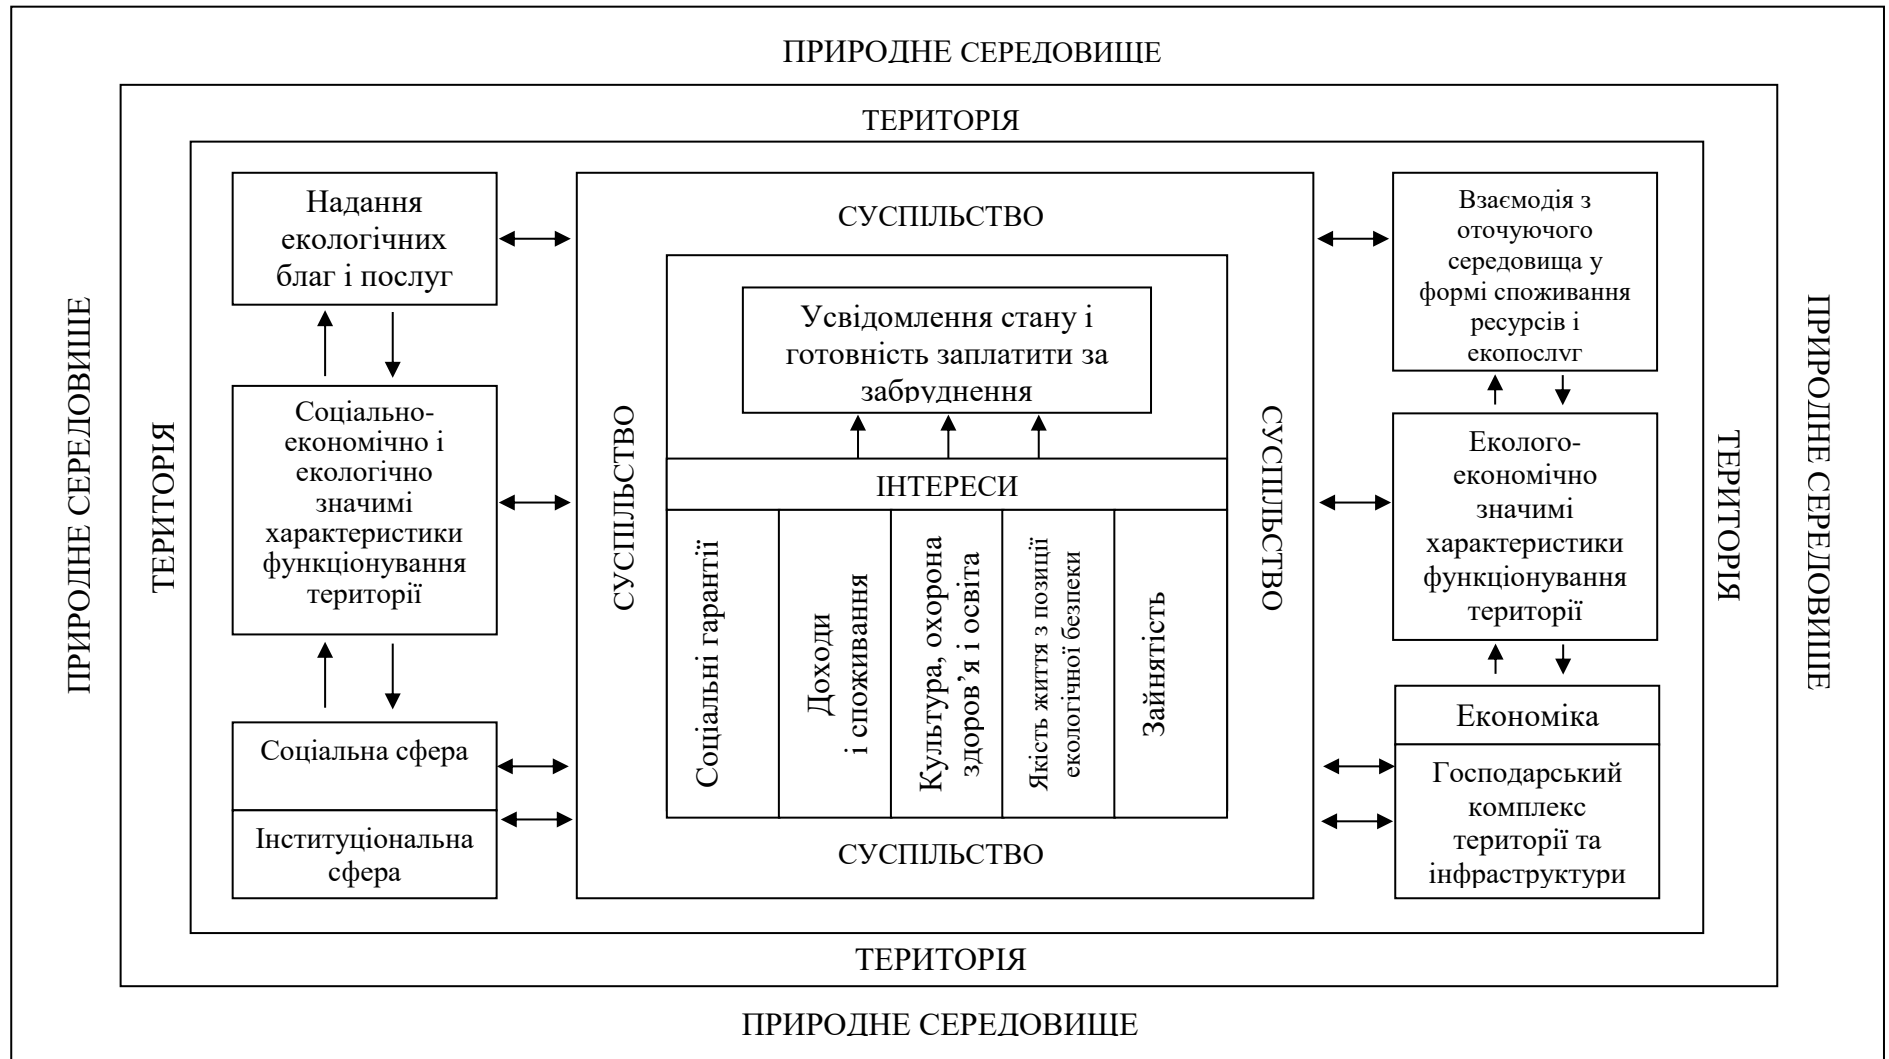 ПРИРОДНЕ СЕРЕДОВИЩЕ
ТЕРИТОРІЯ
ПРИРОДНЕ СЕРЕДОВИЩЕ
ТЕРИТОРІЯ
Надання
екологічних
благ і послуг
Соціально-
економічно і
екологічно
значимі
характеристики
функціонування
території
Соціальна сфера
Інституціональна
сфера
СУСПІЛЬСТВО
СУСПІЛЬСТВО
Усвідомлення стану і
готовність заплатити за
забруднення
ІНТЕРЕСИ
Соціальні гарантії
Доходи
і споживання
Культура, охорона
здоров’я і освіта
Якість життя з позиції
екологічної безпеки
Зайнятість
СУСПІЛЬСТВО
СУСПІЛЬСТВО
Взаємодія з
оточуючого
середовища у
формі споживання
ресурсів і
екопослуг
Еколого-
економічно
значимі
характеристики
функціонування
території
Економіка
Господарський
комплекс
території та
інфраструктури
ТЕРИТОРІЯ
ПРИРОДНЕ СЕРЕДОВИЩЕ
ТЕРИТОРІЯ
ПРИРОДНЕ СЕРЕДОВИЩЕ